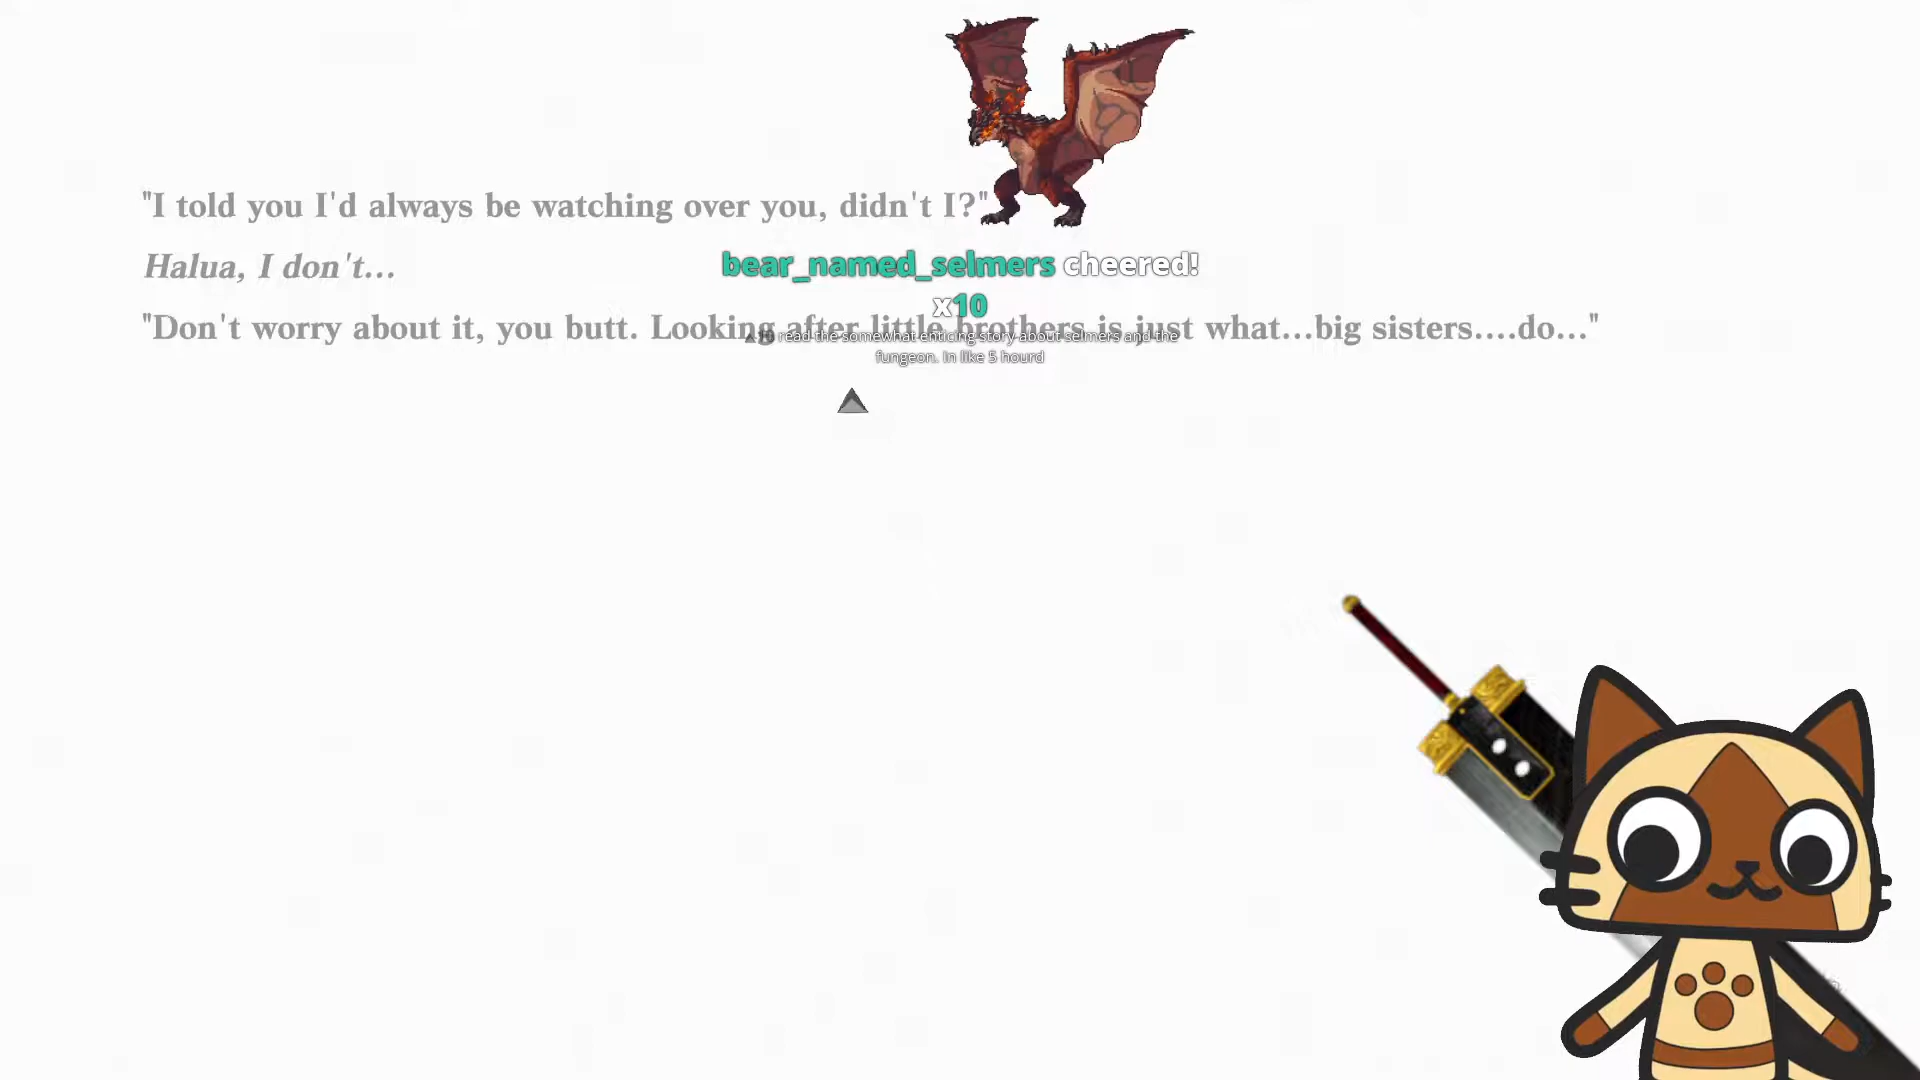 "I told you I'd always be watching over you, didn't I?"
Halua, I don't...
bear_named_selmers cheered!
x10
"Don't worry about it, you butt. Looking after little brothers is just what...big sisters....do..."
read the somewhat enticing story about selmers and the
fungeon. In like 5 hourd